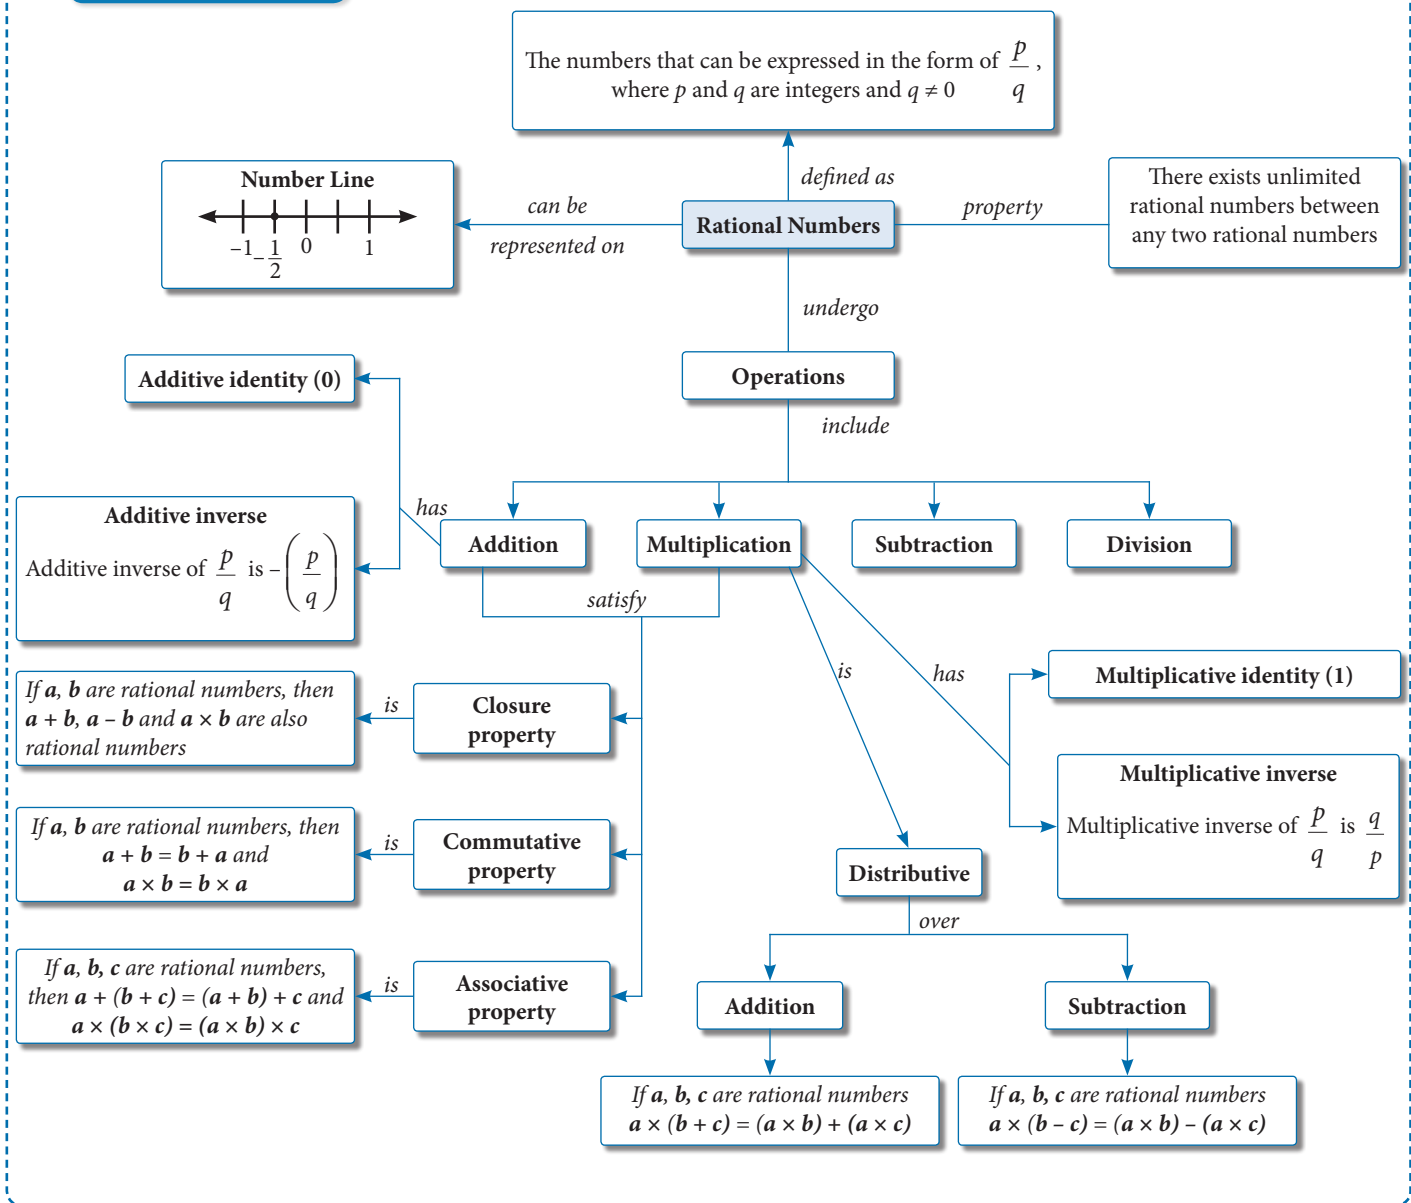 The numbers that can be expressed in the form of p/q ,
where p and q are integers and q ≠ 0
defined as
Number Line
–1 –1/2 0 1
can be
represented on
Rational Numbers
property
There exists unlimited
rational numbers between
any two rational numbers
undergo
Operations
include
Additive identity (0)
has
Additive inverse
Additive inverse of p/q is –(p/q)
Addition
Multiplication
Subtraction
Division
satisfy
is
has
Multiplicative identity (1)
Multiplicative inverse
Multiplicative inverse of p/q is q/p
Closure
property
is
If a, b are rational numbers, then
a + b, a – b and a × b are also
rational numbers
Commutative
property
is
If a, b are rational numbers, then
a + b = b + a and
a × b = b × a
Associative
property
is
If a, b, c are rational numbers,
then a + (b + c) = (a + b) + c and
a × (b × c) = (a × b) × c
Distributive
over
Addition
Subtraction
If a, b, c are rational numbers
a × (b + c) = (a × b) + (a × c)
If a, b, c are rational numbers
a × (b – c) = (a × b) – (a × c)